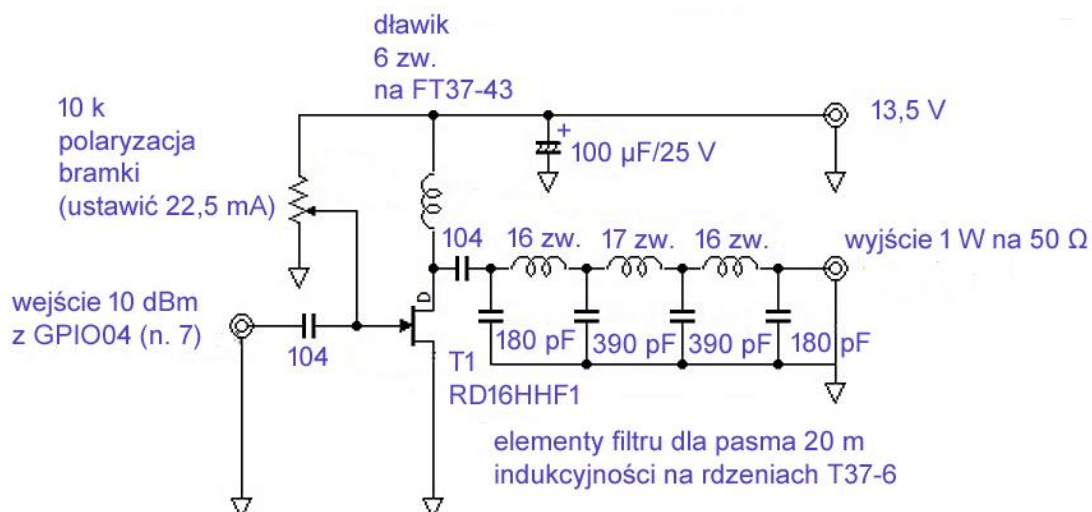 dławik
6 zw.
na FT37-43
10 k
polaryzacja
bramki
(ustawić 22,5 mA)
+
100 µF/25 V
13,5 V
104
16 zw.
17 zw.
16 zw.
wyjście 1 W na 50 Ω
D
wejście 10 dBm
z GPIO04 (n. 7)
104
180 pF
390 pF
390 pF
180 pF
T1
RD16HHF1
elementy filtru dla pasma 20 m
indukcyjności na rdzeniach T37-6